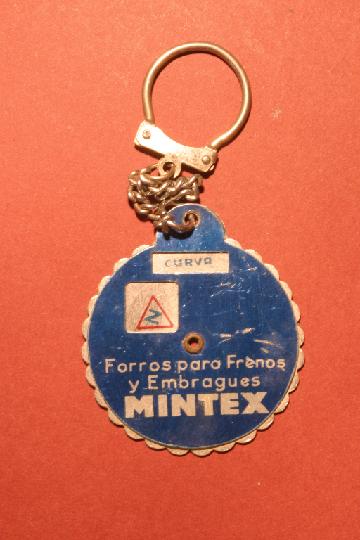 CURVA
Forros para Frenos
y Embragues
MINTEX